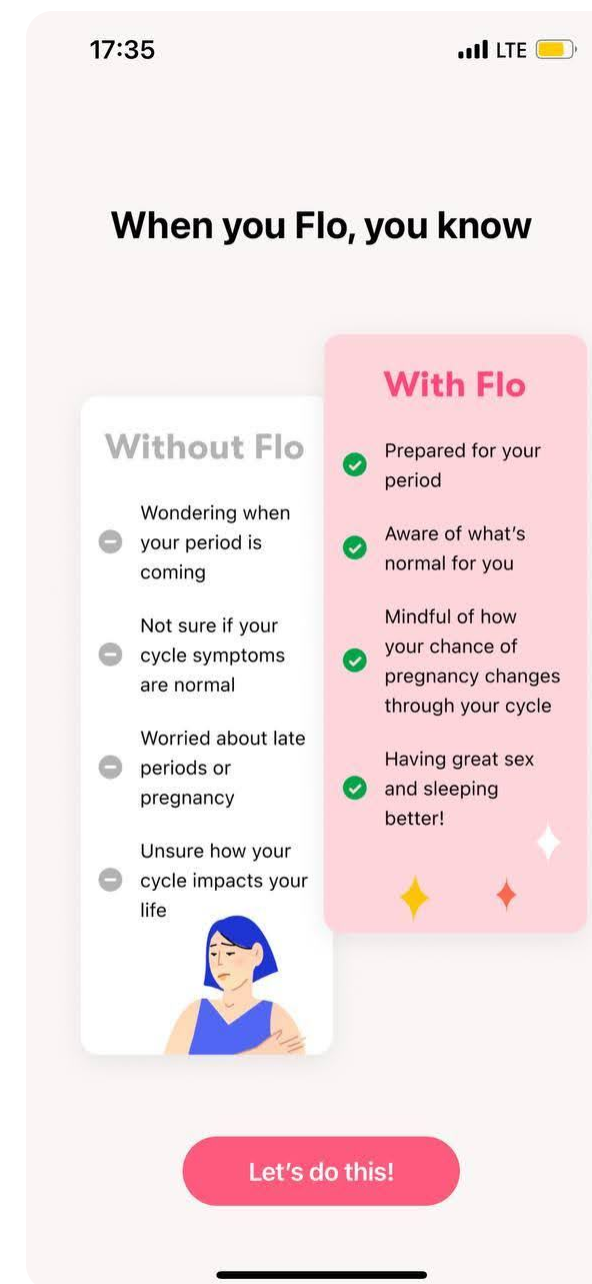 17:35
LTE
When you Flo, you know
Without Flo
Wondering when
your period is
coming
Not sure if your
cycle symptoms
are normal
Worried about late
periods or
pregnancy
Unsure how your
cycle impacts your
life
With Flo
Prepared for your
period
Aware of what's
normal for you
Mindful of how
your chance of
pregnancy changes
through your cycle
Having great sex
and sleeping
better!
Let's do this!